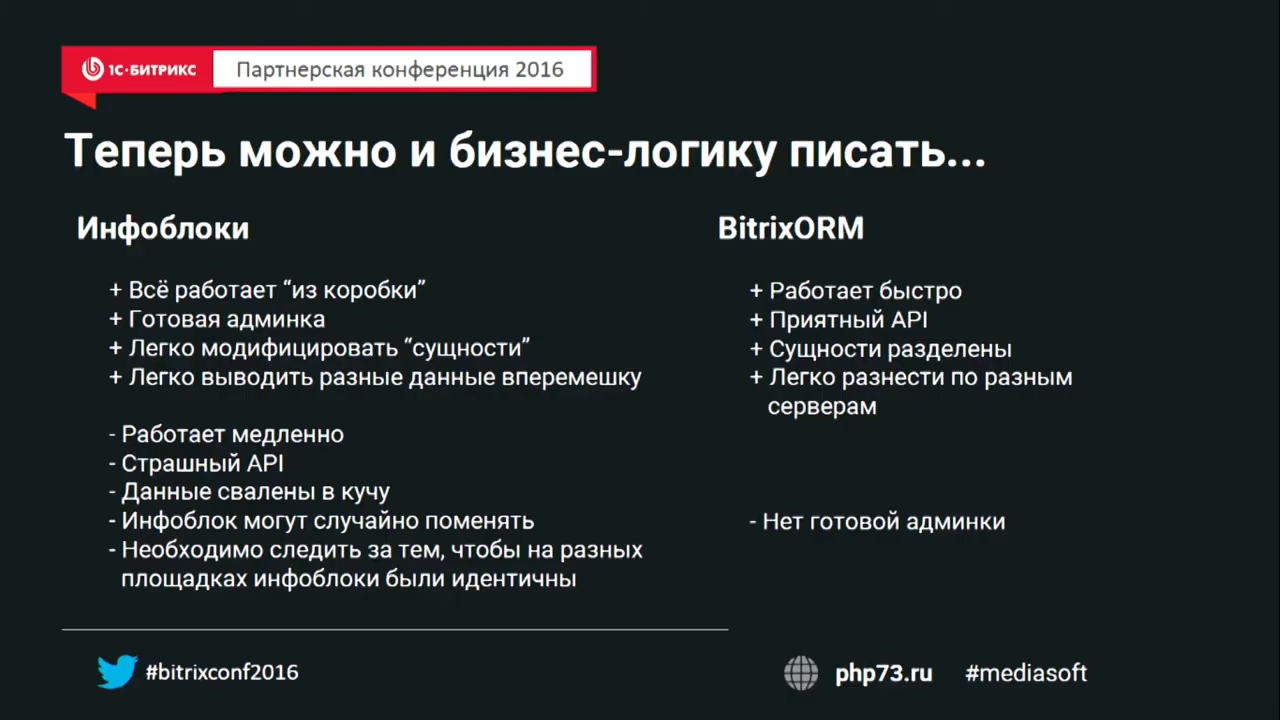 1С-БИТРИКС Партнерская конференция 2016
Теперь можно и бизнес-логику писать...
Инфоблоки
+ Всё работает “из коробки”
+ Готовая админка
+ Легко модифицировать “сущности”
+ Легко выводить разные данные вперемешку
- Работает медленно
- Страшный API
- Данные свалены в кучу
- Инфоблок могут случайно поменять
- Необходимо следить за тем, чтобы на разных
площадках инфоблоки были идентичны
BitrixORM
+ Работает быстро
+ Приятный API
+ Сущности разделены
+ Легко разнести по разным
серверам
- Нет готовой админки
#bitrixconf2016
php73.ru #mediasoft